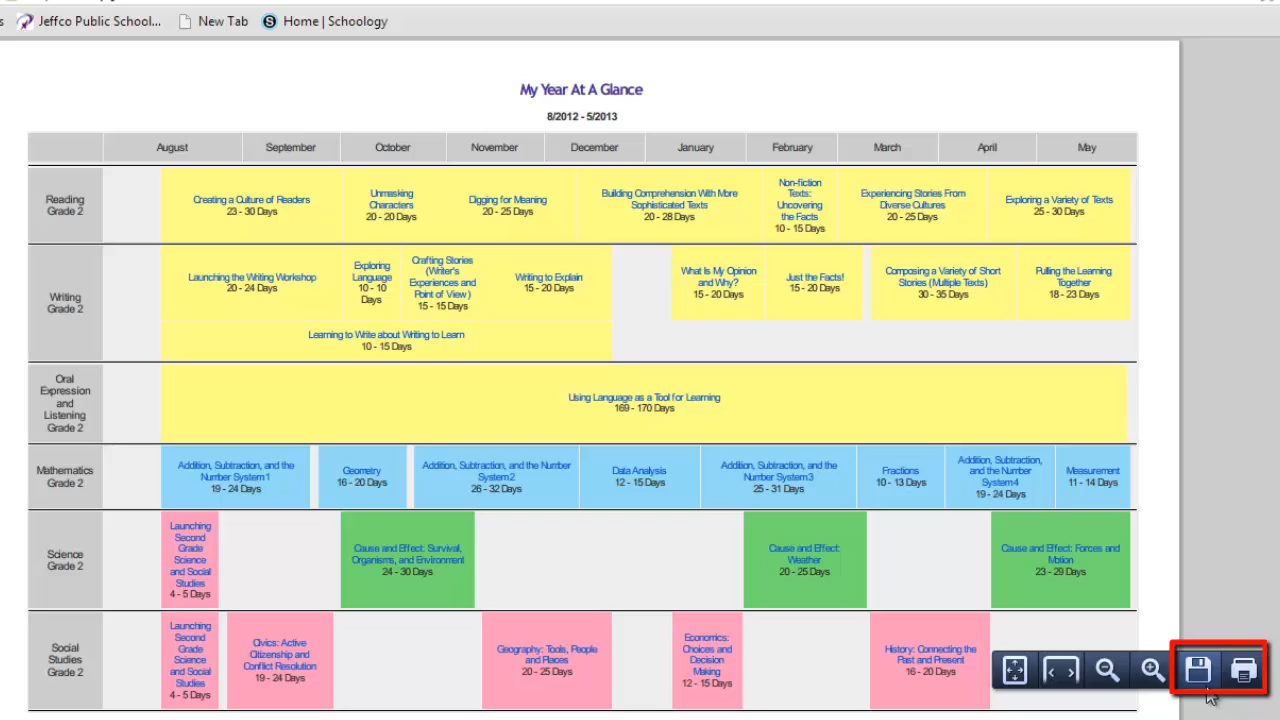 Jeffco Public School... New Tab Home | Schoology
My Year At A Glance
8/2012 - 5/2013
August September October November December January February March April May
Reading
Grade 2
Creating a Culture of Readers
23 - 30 Days
Unmasking
Characters
20 - 20 Days
Digging for Meaning
20 - 25 Days
Building Comprehension With More
Sophisticated Texts
20 - 28 Days
Non-fiction
Texts:
Uncovering
the Facts
10 - 15 Days
Experiencing Stories From
Diverse Cultures
20 - 25 Days
Exploring a Variety of Texts
25 - 30 Days
Writing
Grade 2
Launching the Writing Workshop
20 - 24 Days
Exploring
Language
10 - 10
Days
Crafting Stories
(Writer's
Experiences and
Point of View)
15 - 15 Days
Writing to Explain
15 - 20 Days
What Is My Opinion
and Why?
15 - 20 Days
Just the Facts!
15 - 20 Days
Composing a Variety of Short
Stories (Multiple Texts)
30 - 35 Days
Pulling the Learning
Together
18 - 23 Days
Learning to Write about Writing to Learn
10 - 15 Days
Oral
Expression
and
Listening
Grade 2
Using Language as a Tool for Learning
169 - 170 Days
Mathematics
Grade 2
Addition, Subtraction, and the
Number System 1
19 - 24 Days
Geometry
16 - 20 Days
Addition, Subtraction, and the Number
System 2
26 - 32 Days
Data Analysis
12 - 15 Days
Addition, Subtraction, and the
Number System 3
25 - 31 Days
Fractions
10 - 13 Days
Addition, Subtraction,
and the Number
System 4
19 - 24 Days
Measurement
11 - 14 Days
Science
Grade 2
Launching
Second
Grade
Science
and Social
Studies
4 - 5 Days
Cause and Effect: Survival,
Organisms, and Environment
24 - 30 Days
Cause and Effect:
Weather
20 - 25 Days
Cause and Effect: Forces and
Motion
23 - 29 Days
Social
Studies
Grade 2
Launching
Second
Grade
Science
and Social
Studies
4 - 5 Days
Civics: Active
Citizenship and
Conflict Resolution
19 - 24 Days
Geography: Tools, People
and Places
20 - 25 Days
Economics:
Choices and
Decision
Making
12 - 15 Days
History: Connecting the
Past and Present
16 - 20 Days